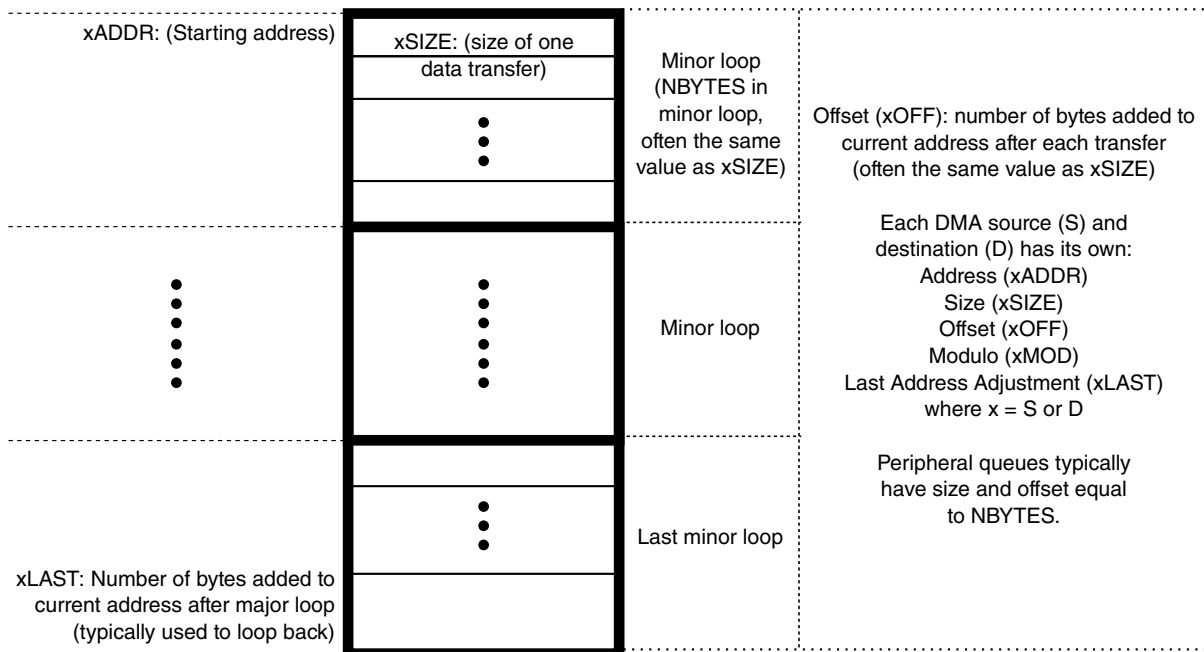 xADDR: (Starting address)
xSIZE: (size of one
data transfer)
Minor loop
(NBYTES in
minor loop,
often the same
value as xSIZE)
Offset (xOFF): number of bytes added to
current address after each transfer
(often the same value as xSIZE)
Each DMA source (S) and
destination (D) has its own:
Address (xADDR)
Size (xSIZE)
Offset (xOFF)
Modulo (xMOD)
Last Address Adjustment (xLAST)
where x = S or D
Peripheral queues typically
have size and offset equal
to NBYTES.
Minor loop
Last minor loop
xLAST: Number of bytes added to
current address after major loop
(typically used to loop back)